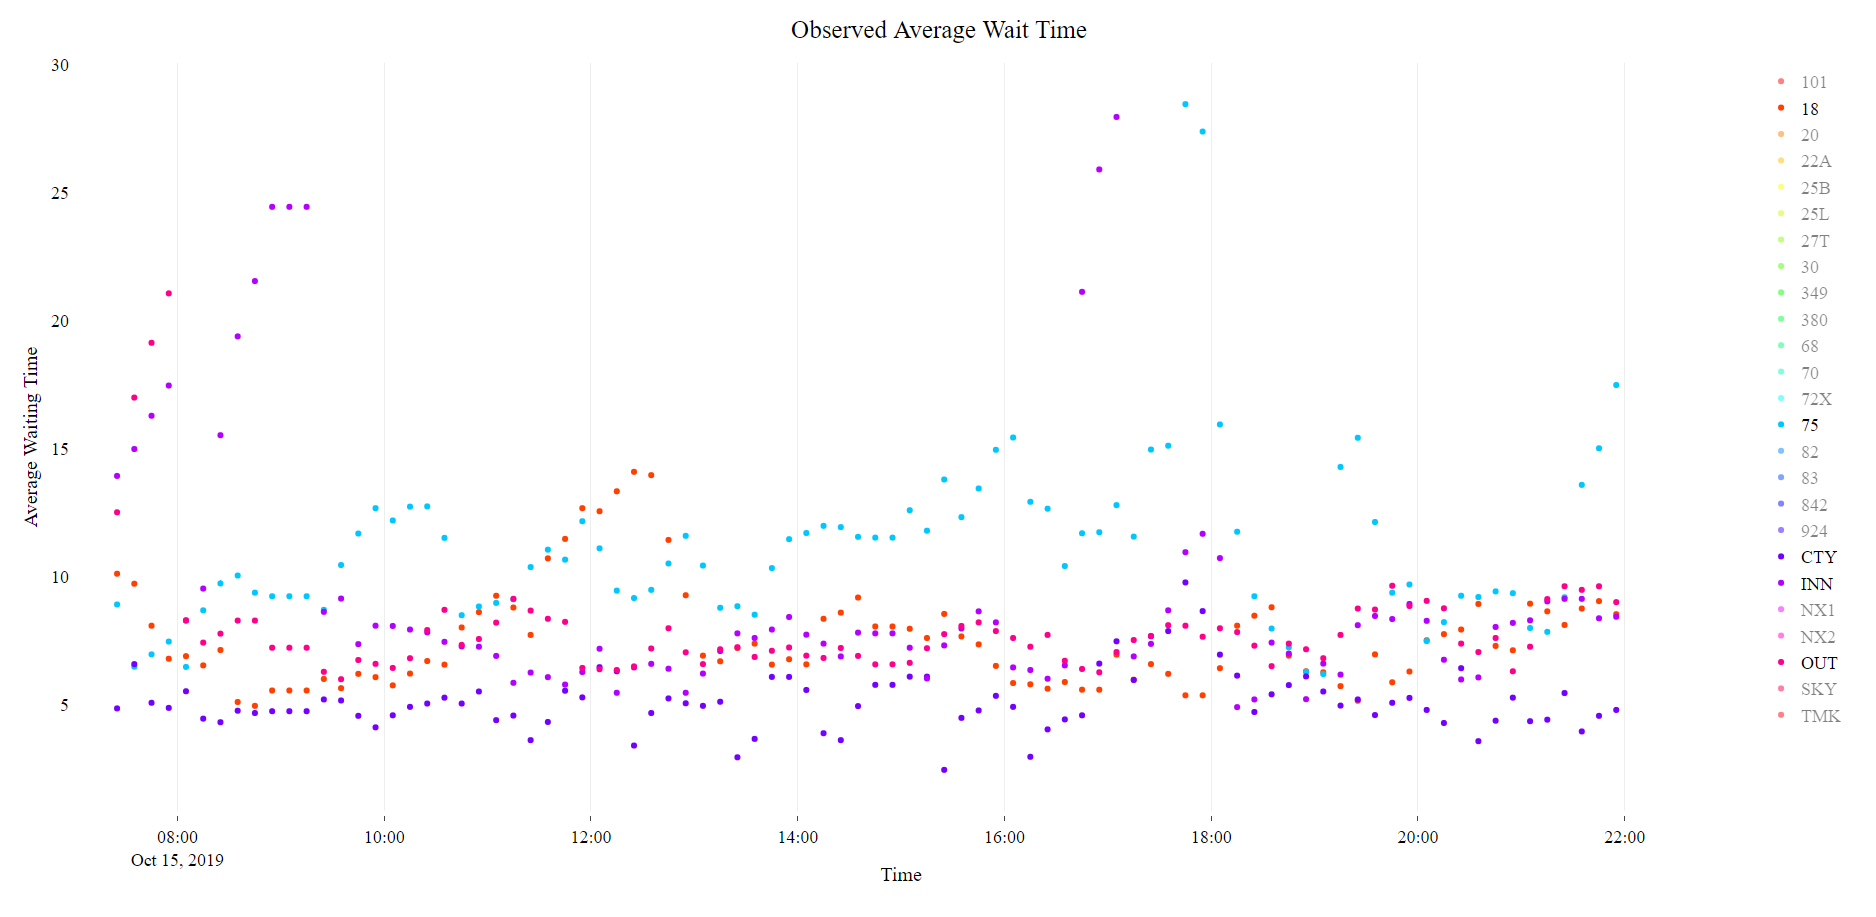 Observed Average Wait Time
30
25
20
15
10
5
Average Waiting Time
08:00
10:00
12:00
14:00
16:00
18:00
20:00
22:00
Oct 15, 2019
Time
101
18
20
22A
25B
25L
27T
30
349
380
68
70
72X
75
82
83
842
924
CTY
INN
NX1
NX2
OUT
SKY
TMK